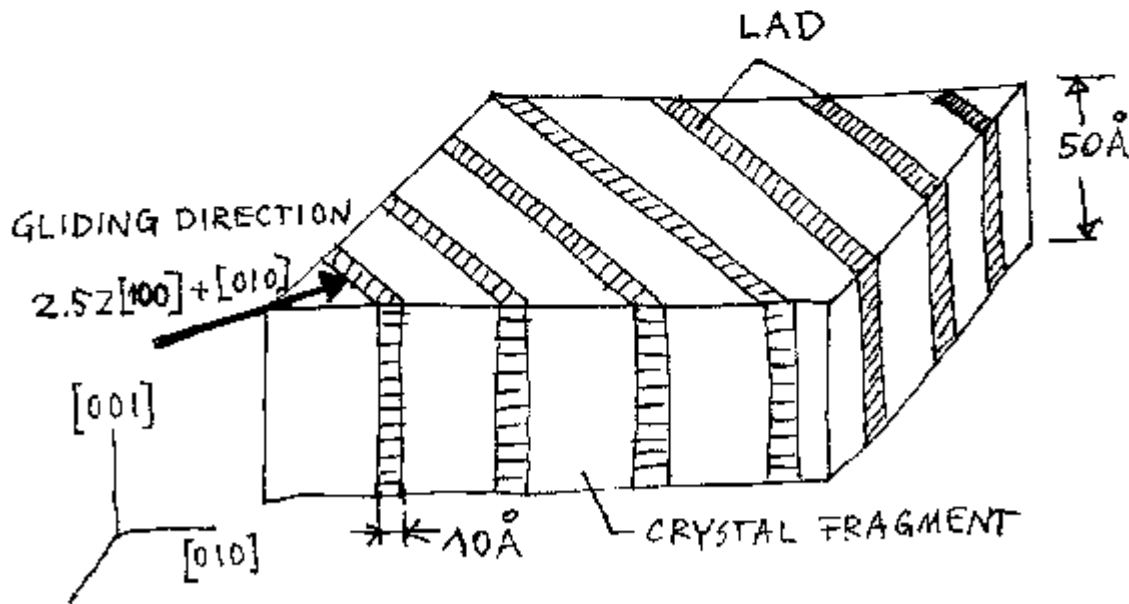 LAD
50Å
GLIDING DIRECTION
2.52[100]+[010]
[001]
[010]
10Å
CRYSTAL FRAGMENT